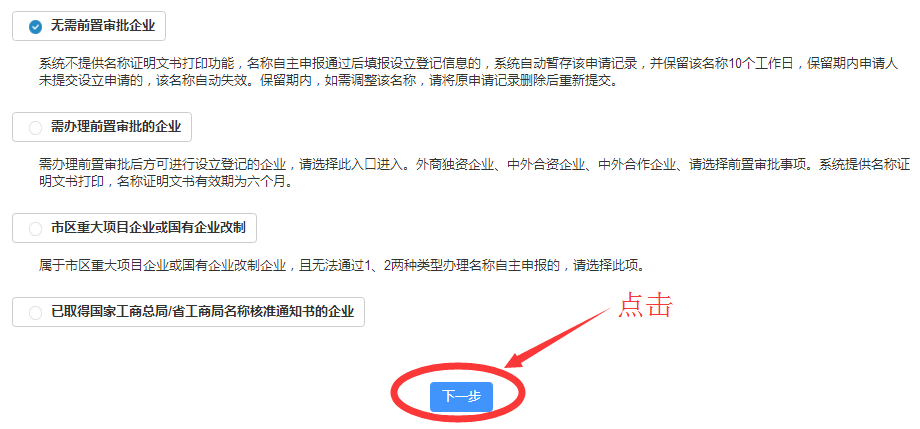 无需前置审批企业
系统不提供名称证明文书打印功能，名称自主申报通过后填报设立登记信息的，系统自动暂存该申请记录，并保留该名称10个工作日，保留期内申请人
未提交设立申请的，该名称自动失效。保留期内，如需调整该名称，请将原申请记录删除后重新提交。
需办理前置审批的企业
需办理前置审批后方可进行设立登记的企业，请选择此入口进入。外商独资企业、中外合资企业、中外合作企业、请选择前置审批事项。系统提供名称证
明文书打印，名称证明文书有效期为六个月。
市区重大项目企业或国有企业改制
属于市区重大项目企业或国有企业改制企业，且无法通过1、2两种类型办理名称自主申报的，请选择此项。
已取得国家工商总局/省工商局名称核准通知书的企业
点击
下一步